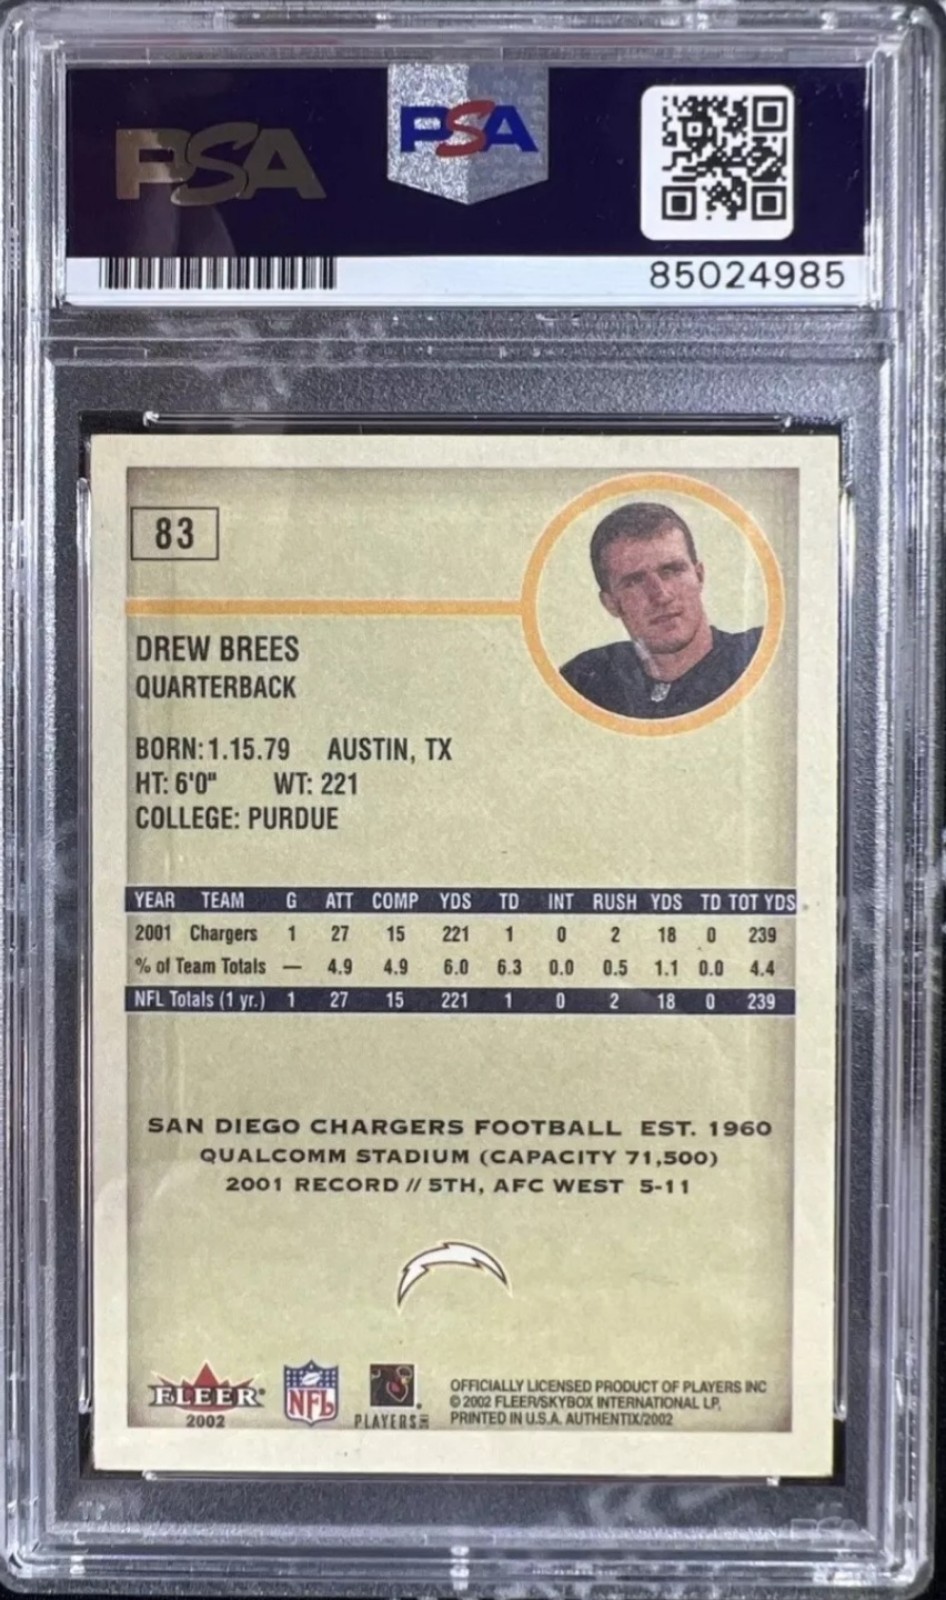 PSA PSA
85024985
83
DREW BREES
QUARTERBACK
BORN: 1.15.79 AUSTIN, TX
HT: 6'0" WT: 221
COLLEGE: PURDUE
YEAR TEAM G ATT COMP YDS TD INT RUSH YDS TD TOT YDS
2001 Chargers 1 27 15 221 1 0 2 18 0 239
% of Team Totals — 4.9 4.9 6.0 6.3 0.0 0.5 1.1 0.0 4.4
NFL Totals (1 yr.) 1 27 15 221 1 0 2 18 0 239
SAN DIEGO CHARGERS FOOTBALL EST. 1960
QUALCOMM STADIUM (CAPACITY 71,500)
2001 RECORD // 5TH, AFC WEST 5-11
FLEER®
2002
NFL
PLAYERS INC
OFFICIALLY LICENSED PRODUCT OF PLAYERS INC
© 2002 FLEER/SKYBOX INTERNATIONAL LP,
PRINTED IN U.S.A. AUTHENTIX/2002
PSA